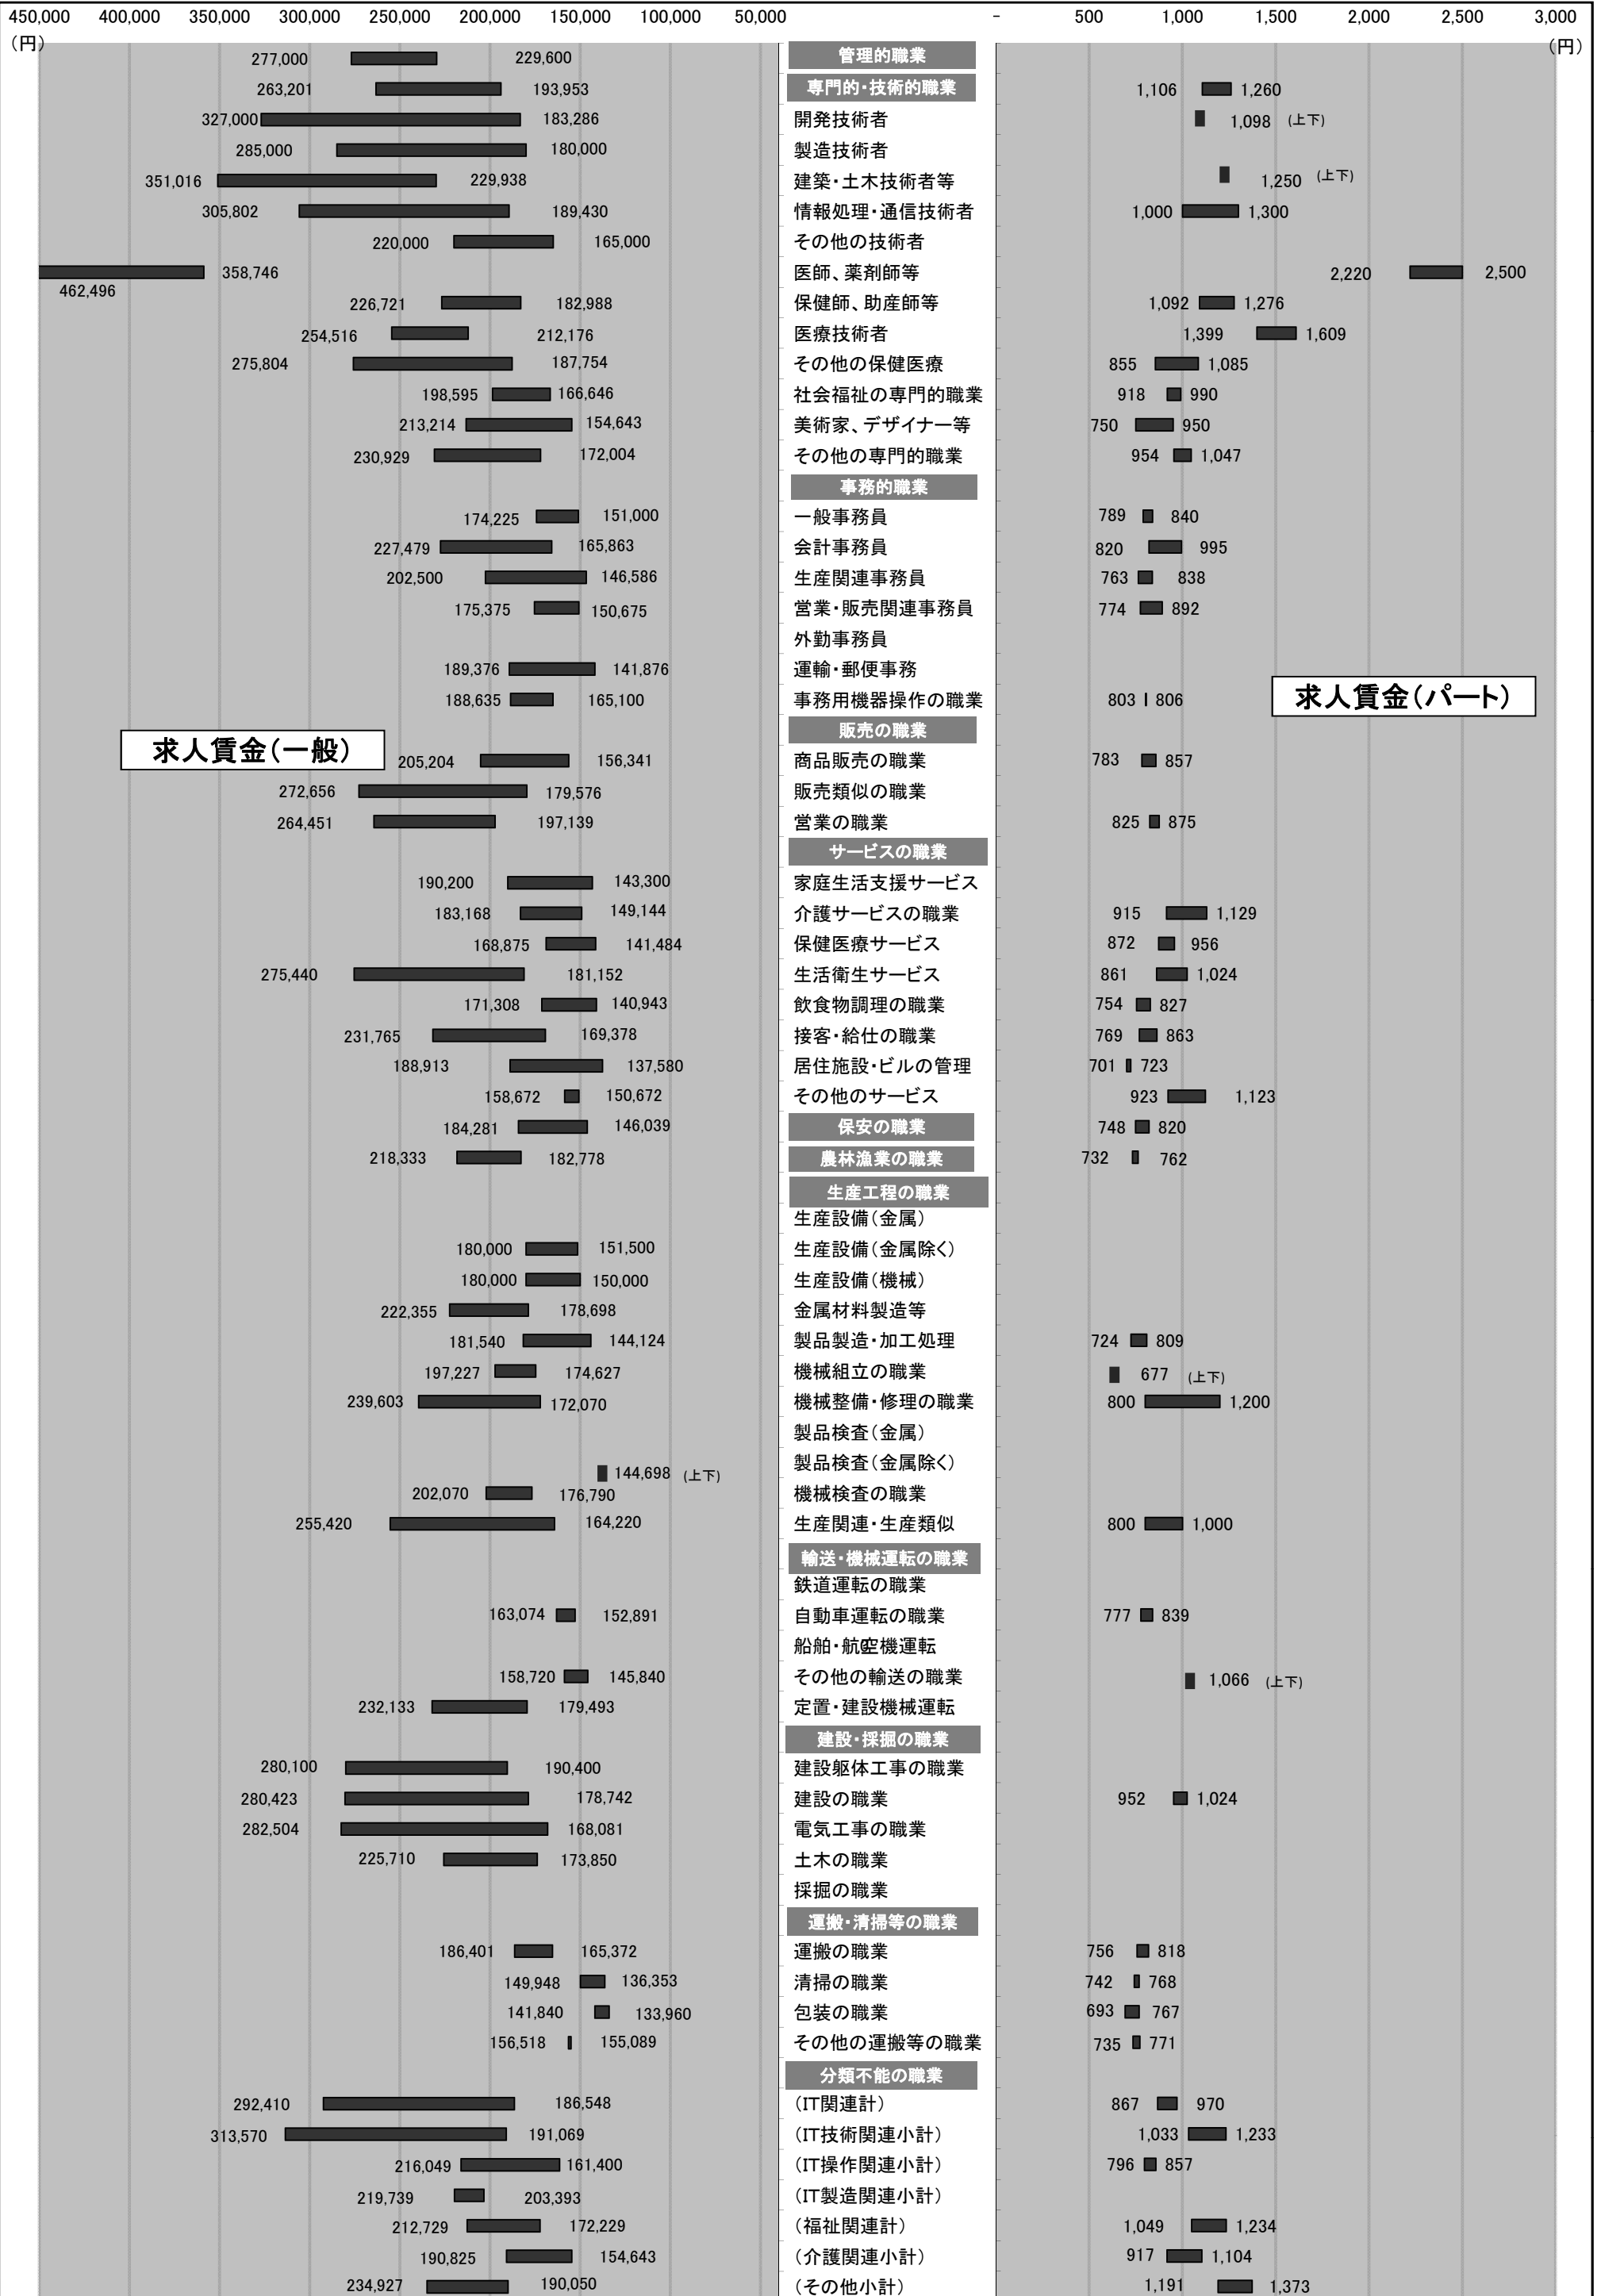 450,000 400,000 350,000 300,000 250,000 200,000 150,000 100,000 50,000 - 500 1,000 1,500 2,000 2,500 3,000
(円) (円)
277,000 229,600 管理的職業
263,201 193,953 専門的・技術的職業 1,106 1,260
327,000 183,286 開発技術者 1,098 (上下)
285,000 180,000 製造技術者
351,016 229,938 建築・土木技術者等 1,250 (上下)
305,802 189,430 情報処理・通信技術者 1,000 1,300
220,000 165,000 その他の技術者
462,496 358,746 医師、薬剤師等 2,220 2,500
226,721 182,988 保健師、助産師等 1,092 1,276
254,516 212,176 医療技術者 1,399 1,609
275,804 187,754 その他の保健医療 855 1,085
198,595 166,646 社会福祉の専門的職業 918 990
213,214 154,643 美術家、デザイナー等 750 950
230,929 172,004 その他の専門的職業 954 1,047
事務的職業
174,225 151,000 一般事務員 789 840
227,479 165,863 会計事務員 820 995
202,500 146,586 生産関連事務員 763 838
175,375 150,675 営業・販売関連事務員 774 892
外勤事務員
189,376 141,876 運輸・郵便事務
188,635 165,100 事務用機器操作の職業 803 806
求人賃金(パート)
販売の職業
求人賃金(一般)
205,204 156,341 商品販売の職業 783 857
272,656 179,576 販売類似の職業
264,451 197,139 営業の職業 825 875
サービスの職業
190,200 143,300 家庭生活支援サービス
183,168 149,144 介護サービスの職業 915 1,129
168,875 141,484 保健医療サービス 872 956
275,440 181,152 生活衛生サービス 861 1,024
171,308 140,943 飲食物調理の職業 754 827
231,765 169,378 接客・給仕の職業 769 863
188,913 137,580 居住施設・ビルの管理 701 723
158,672 150,672 その他のサービス 923 1,123
184,281 146,039 保安の職業 748 820
218,333 182,778 農林漁業の職業 732 762
生産工程の職業
生産設備(金属)
180,000 151,500 生産設備(金属除く)
180,000 150,000 生産設備(機械)
222,355 178,698 金属材料製造等
181,540 144,124 製品製造・加工処理 724 809
197,227 174,627 機械組立の職業 677 (上下)
239,603 172,070 機械整備・修理の職業 800 1,200
製品検査(金属)
144,698 (上下) 製品検査(金属除く)
202,070 176,790 機械検査の職業
255,420 164,220 生産関連・生産類似 800 1,000
輸送・機械運転の職業
鉄道運転の職業
163,074 152,891 自動車運転の職業 777 839
船舶・航空機運転
158,720 145,840 その他の輸送の職業 1,066 (上下)
232,133 179,493 定置・建設機械運転
建設・採掘の職業
280,100 190,400 建設躯体工事の職業
280,423 178,742 建設の職業 952 1,024
282,504 168,081 電気工事の職業
225,710 173,850 土木の職業
採掘の職業
運搬・清掃等の職業
186,401 165,372 運搬の職業 756 818
149,948 136,353 清掃の職業 742 768
141,840 133,960 包装の職業 693 767
156,518 155,089 その他の運搬等の職業 735 771
分類不能の職業
292,410 186,548 (IT関連計) 867 970
313,570 191,069 (IT技術関連小計) 1,033 1,233
216,049 161,400 (IT操作関連小計) 796 857
219,739 203,393 (IT製造関連小計)
212,729 172,229 (福祉関連計) 1,049 1,234
190,825 154,643 (介護関連小計) 917 1,104
234,927 190,050 (その他小計) 1,191 1,373